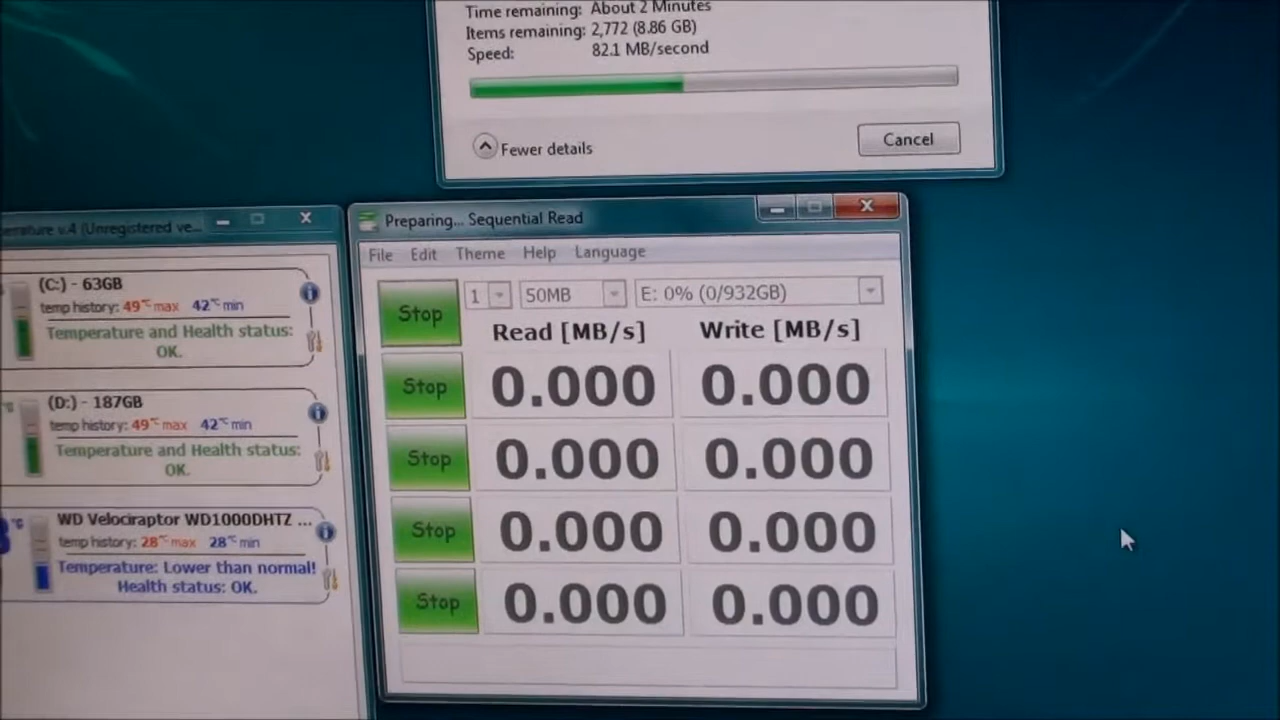 Time remaining: About 2 Minutes
Items remaining: 2,772 (8.86 GB)
Speed: 82.1 MB/second
Fewer details
Cancel
v.4 (Unregistered ve...
(C:) - 63GB
temp history: 49°C max 42°C min
Temperature and Health status:
OK.
(D:) - 187GB
temp history: 49°C max 42°C min
Temperature and Health status:
OK.
°C
WD Velociraptor WD1000DHTZ ...
temp history: 28°C max 28°C min
Temperature: Lower than normal!
Health status: OK.
Preparing... Sequential Read
File Edit Theme Help Language
Stop 1 50MB E: 0% (0/932GB)
Read [MB/s] Write [MB/s]
Stop 0.000 0.000
Stop 0.000 0.000
Stop 0.000 0.000
Stop 0.000 0.000